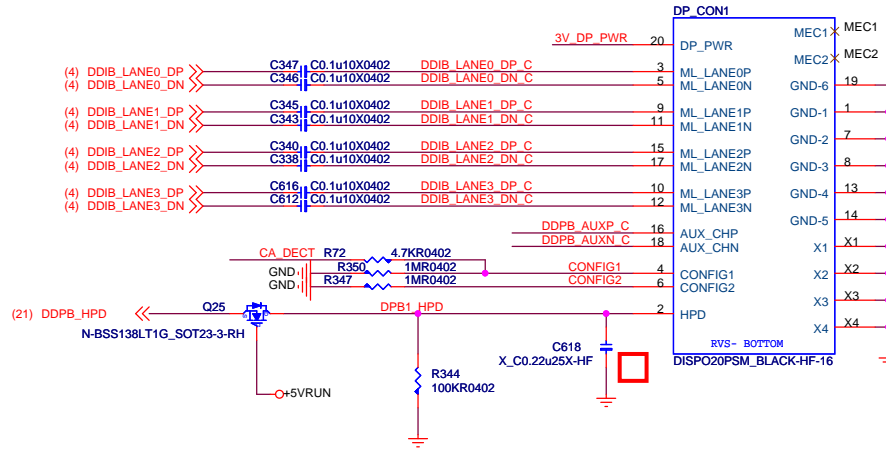 DP_CON1
3V_DP_PWR 20 DP_PWR MEC1 MEC1
MEC2 MEC2
(4) DDIB_LANE0_DP C347 C0.1u10X0402 DDIB_LANE0_DP_C 3 ML_LANE0P
(4) DDIB_LANE0_DN C346 C0.1u10X0402 DDIB_LANE0_DN_C 5 ML_LANE0N GND-6 19
(4) DDIB_LANE1_DP C345 C0.1u10X0402 DDIB_LANE1_DP_C 9 ML_LANE1P GND-1 1
(4) DDIB_LANE1_DN C343 C0.1u10X0402 DDIB_LANE1_DN_C 11 ML_LANE1N
GND-2 7
(4) DDIB_LANE2_DP C340 C0.1u10X0402 DDIB_LANE2_DP_C 15 ML_LANE2P
(4) DDIB_LANE2_DN C338 C0.1u10X0402 DDIB_LANE2_DN_C 17 ML_LANE2N GND-3 8
(4) DDIB_LANE3_DP C616 C0.1u10X0402 DDIB_LANE3_DP_C 10 ML_LANE3P GND-4 13
(4) DDIB_LANE3_DN C612 C0.1u10X0402 DDIB_LANE3_DN_C 12 ML_LANE3N
GND-5 14
DDPB_AUXP_C 16 AUX_CHP
DDPB_AUXN_C 18 AUX_CHN X1 X1
CA_DECT R72 4.7KR0402
GND R350 1MR0402 CONFIG1 4 CONFIG1 X2 X2
GND R347 1MR0402 CONFIG2 6 CONFIG2
X3 X3
(21) DDPB_HPD Q25 DPB1_HPD 2 HPD
X4 X4
N-BSS138LT1G_SOT23-3-RH
C618 RVS- BOTTOM
X_C0.22u25X-HF DISPO20PSM_BLACK-HF-16
R344
100KR0402
+5VRUN